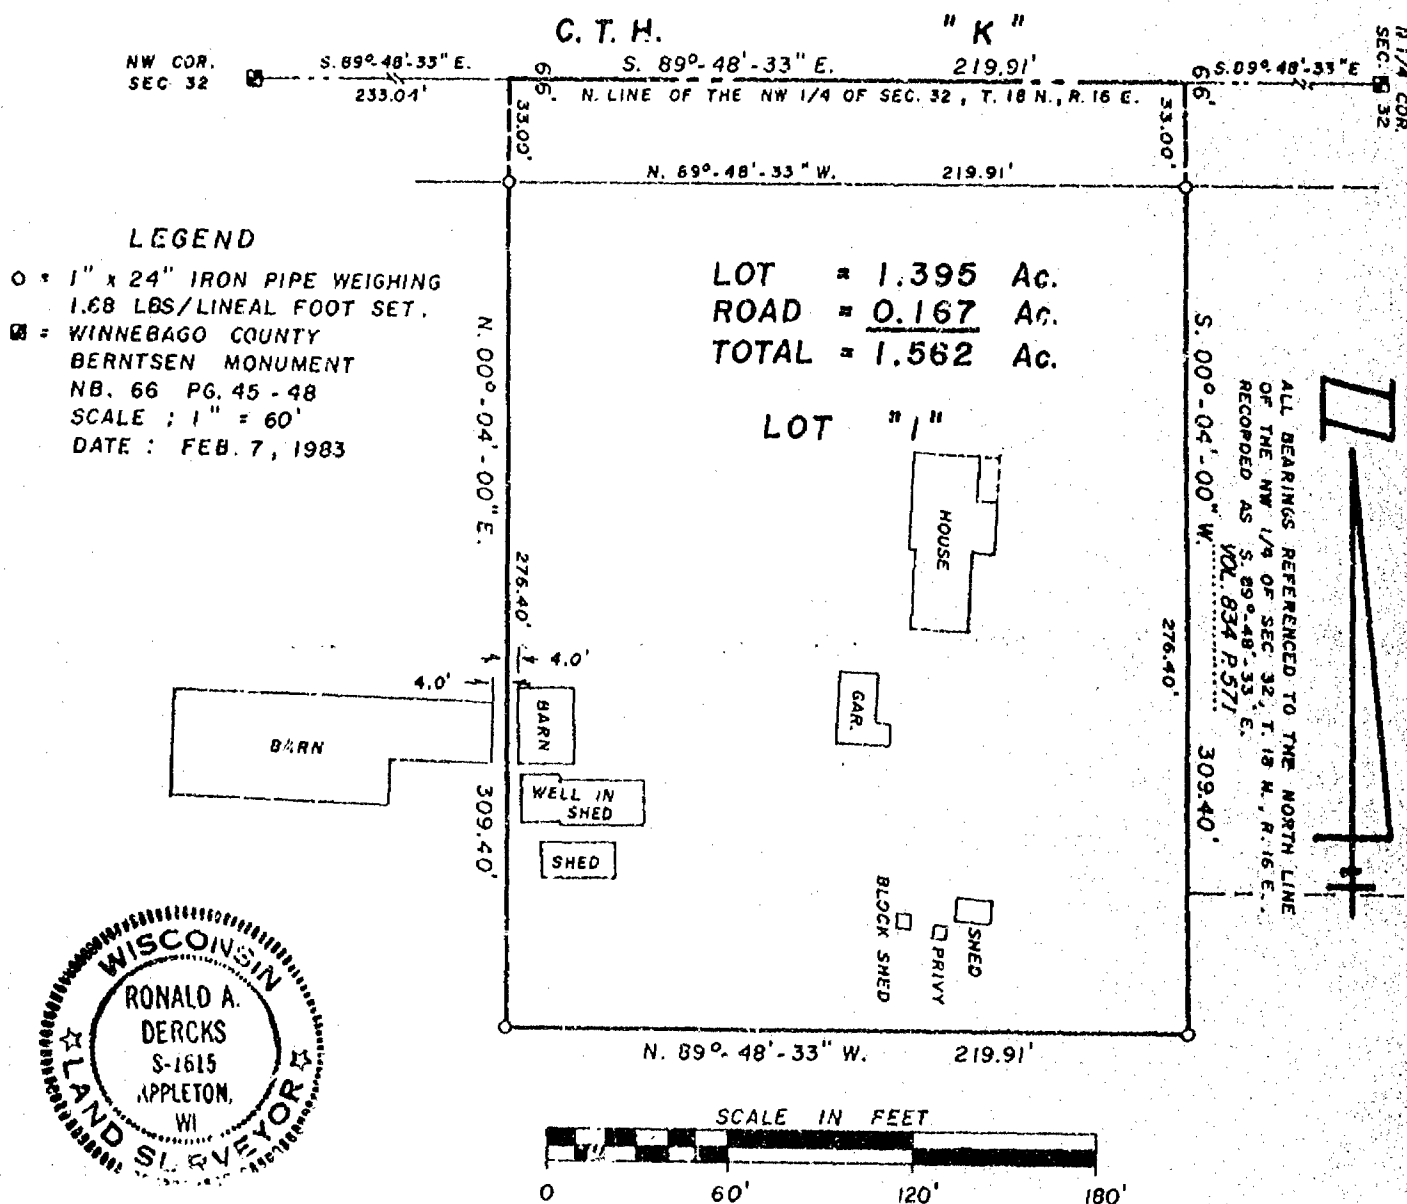 C. T. H. " K "
NW COR.
SEC 32
S. 89°-48'-33" E.
233.04'
S. 89°-48'-33" E. 219.91'
N. LINE OF THE NW 1/4 OF SEC. 32, T. 18 N., R. 16 E.
S. 89°-48'-33" E
N 1/4 COR.
SEC 32
66'
33.00'
66'
33.00'
N. 89°-48'-33" W. 219.91'
LEGEND
O = 1" x 24" IRON PIPE WEIGHING
1.68 LBS/LINEAL FOOT SET.
= WINNEBAGO COUNTY
BERNTSEN MONUMENT
NB. 66 PG. 45 - 48
SCALE : 1" = 60'
DATE : FEB. 7, 1983
LOT = 1.395 Ac.
ROAD = 0.167 Ac.
TOTAL = 1.562 Ac.
LOT "1"
N. 00°-04'-00" E.
276.40'
309.40'
S. 00°-04'-00" W.
276.40'
309.40'
ALL BEARINGS REFERENCED TO THE NORTH LINE
OF THE NW 1/4 OF SEC 32, T. 18 N., R. 16 E.,
RECORDED AS S. 89°-48'-33" E.
VOL. 834 P. 571
HOUSE
GAR.
4.0'
4.0'
BARN
BARN
WELL IN
SHED
SHED
BLOCK SHED
PRIVY
SHED
N. 89°-48'-33" W. 219.91'
WISCONSIN
RONALD A.
DERCKS
S-1615
APPLETON,
WI
LAND SURVEYOR
SCALE IN FEET
0 60' 120' 180'